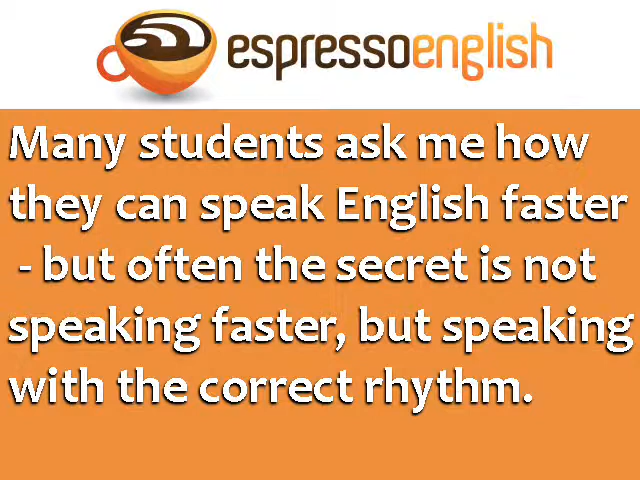 espressoenglish
Many students ask me how
they can speak English faster
- but often the secret is not
speaking faster, but speaking
with the correct rhythm.